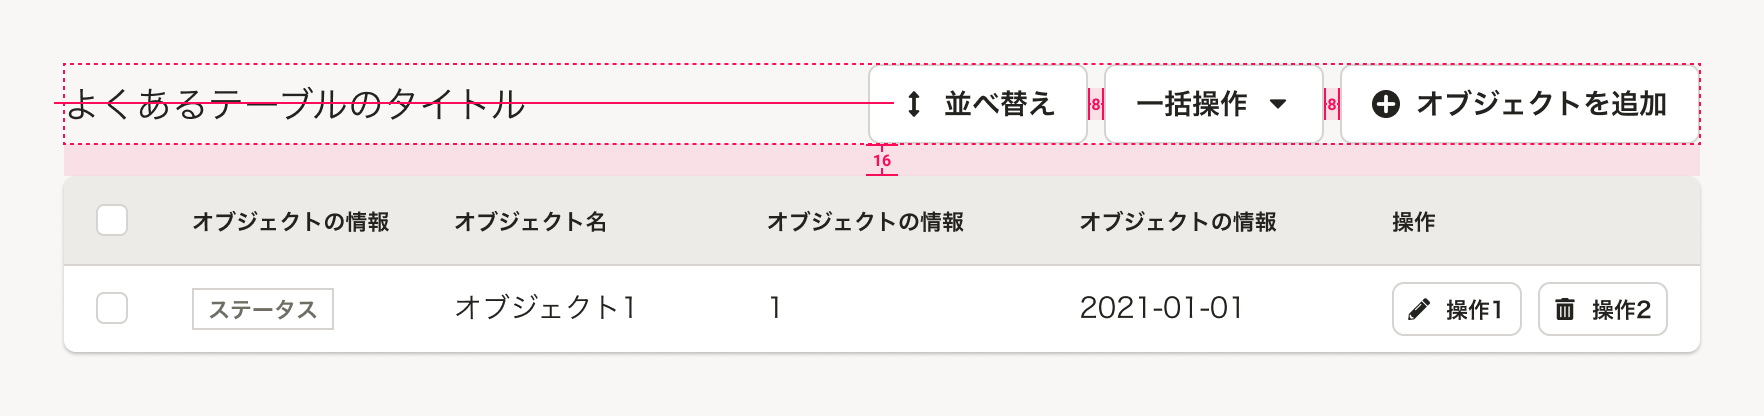 よくあるテーブルのタイトル 並べ替え 8 一括操作 8 オブジェクトを追加
16
オブジェクトの情報 オブジェクト名 オブジェクトの情報 オブジェクトの情報 操作
ステータス オブジェクト1 1 2021-01-01 操作1 操作2